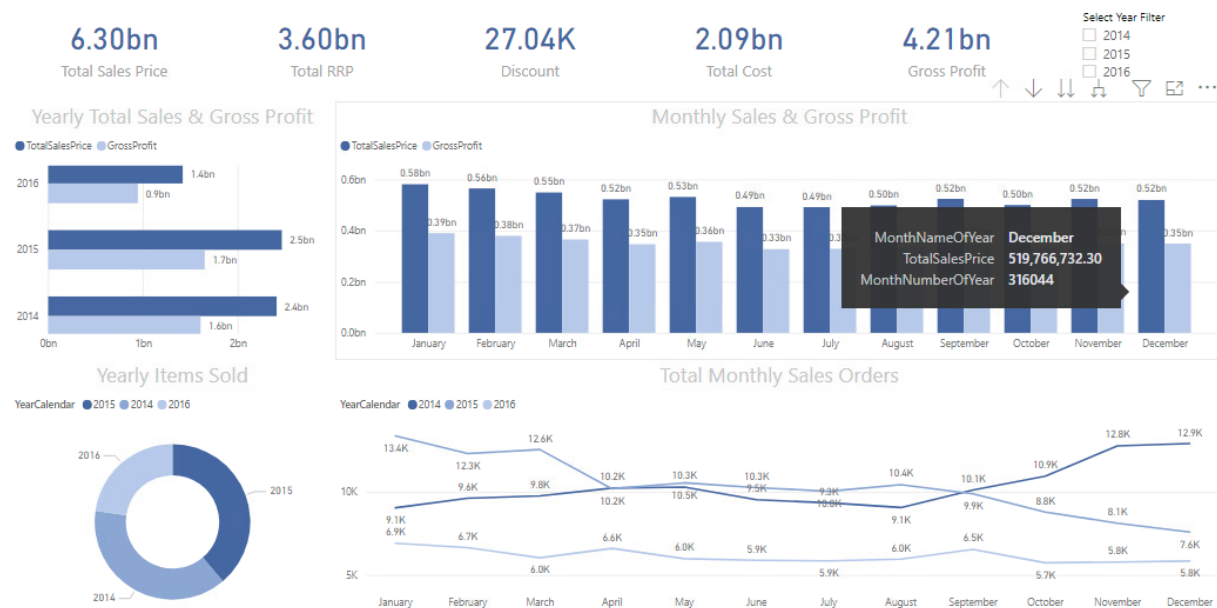 6.30bn
Total Sales Price
3.60bn
Total RRP
27.04K
Discount
2.09bn
Total Cost
4.21bn
Gross Profit
Select Year Filter
2014
2015
2016
Yearly Total Sales & Gross Profit
TotalSalesPrice GrossProfit
2016
1.4bn
0.9bn
2015
2.5bn
1.7bn
2014
2.4bn
1.6bn
0bn 1bn 2bn
Monthly Sales & Gross Profit
TotalSalesPrice GrossProfit
0.6bn
0.4bn
0.2bn
0.0bn
0.58bn 0.56bn 0.55bn 0.52bn 0.53bn 0.49bn 0.49bn 0.50bn 0.52bn 0.50bn 0.52bn 0.52bn
0.39bn 0.38bn 0.37bn 0.35bn 0.36bn 0.33bn 0.35bn
MonthNameOfYear December
TotalSalesPrice 519,766,732.30
MonthNumberOfYear 316044
January February March April May June July August September October November December
Yearly Items Sold
YearCalendar 2015 2014 2016
2016
2015
2014
Total Monthly Sales Orders
YearCalendar 2014 2015 2016
10K
5K
13.4K 12.3K 12.6K 10.2K 10.3K 10.3K 9.3K 10.4K 10.1K 10.9K 12.8K 12.9K
9.1K 9.6K 9.8K 10.2K 10.5K 9.5K 10.0K 9.1K 9.9K 8.8K 8.1K 7.6K
6.9K 6.7K 6.0K 6.6K 6.0K 5.9K 5.9K 6.0K 6.5K 5.7K 5.8K 5.8K
January February March April May June July August September October November December